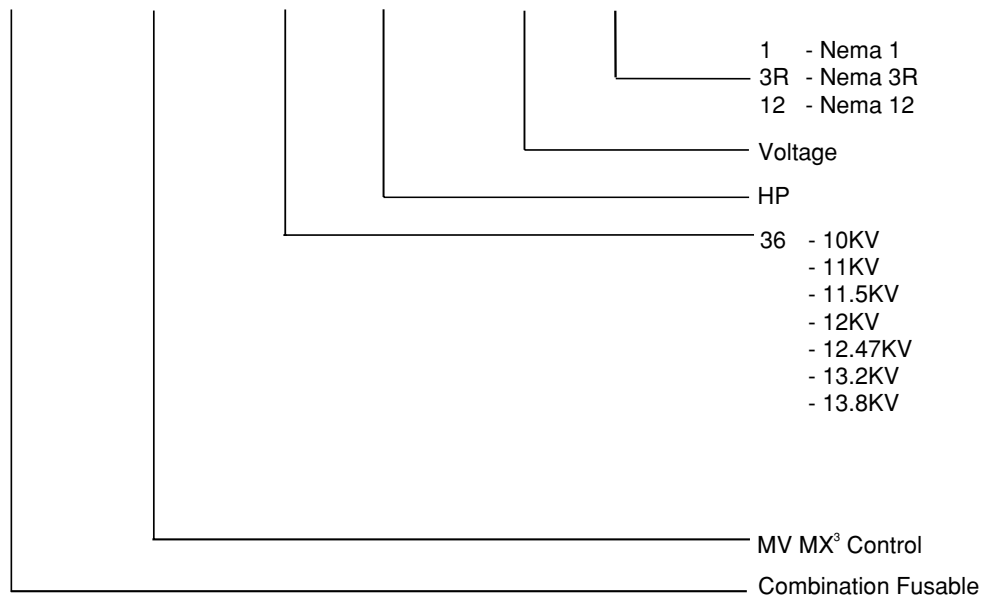 1 - Nema 1
3R - Nema 3R
12 - Nema 12
Voltage
HP
36 - 10KV
- 11KV
- 11.5KV
- 12KV
- 12.47KV
- 13.2KV
- 13.8KV
MV MX³ Control
Combination Fusable